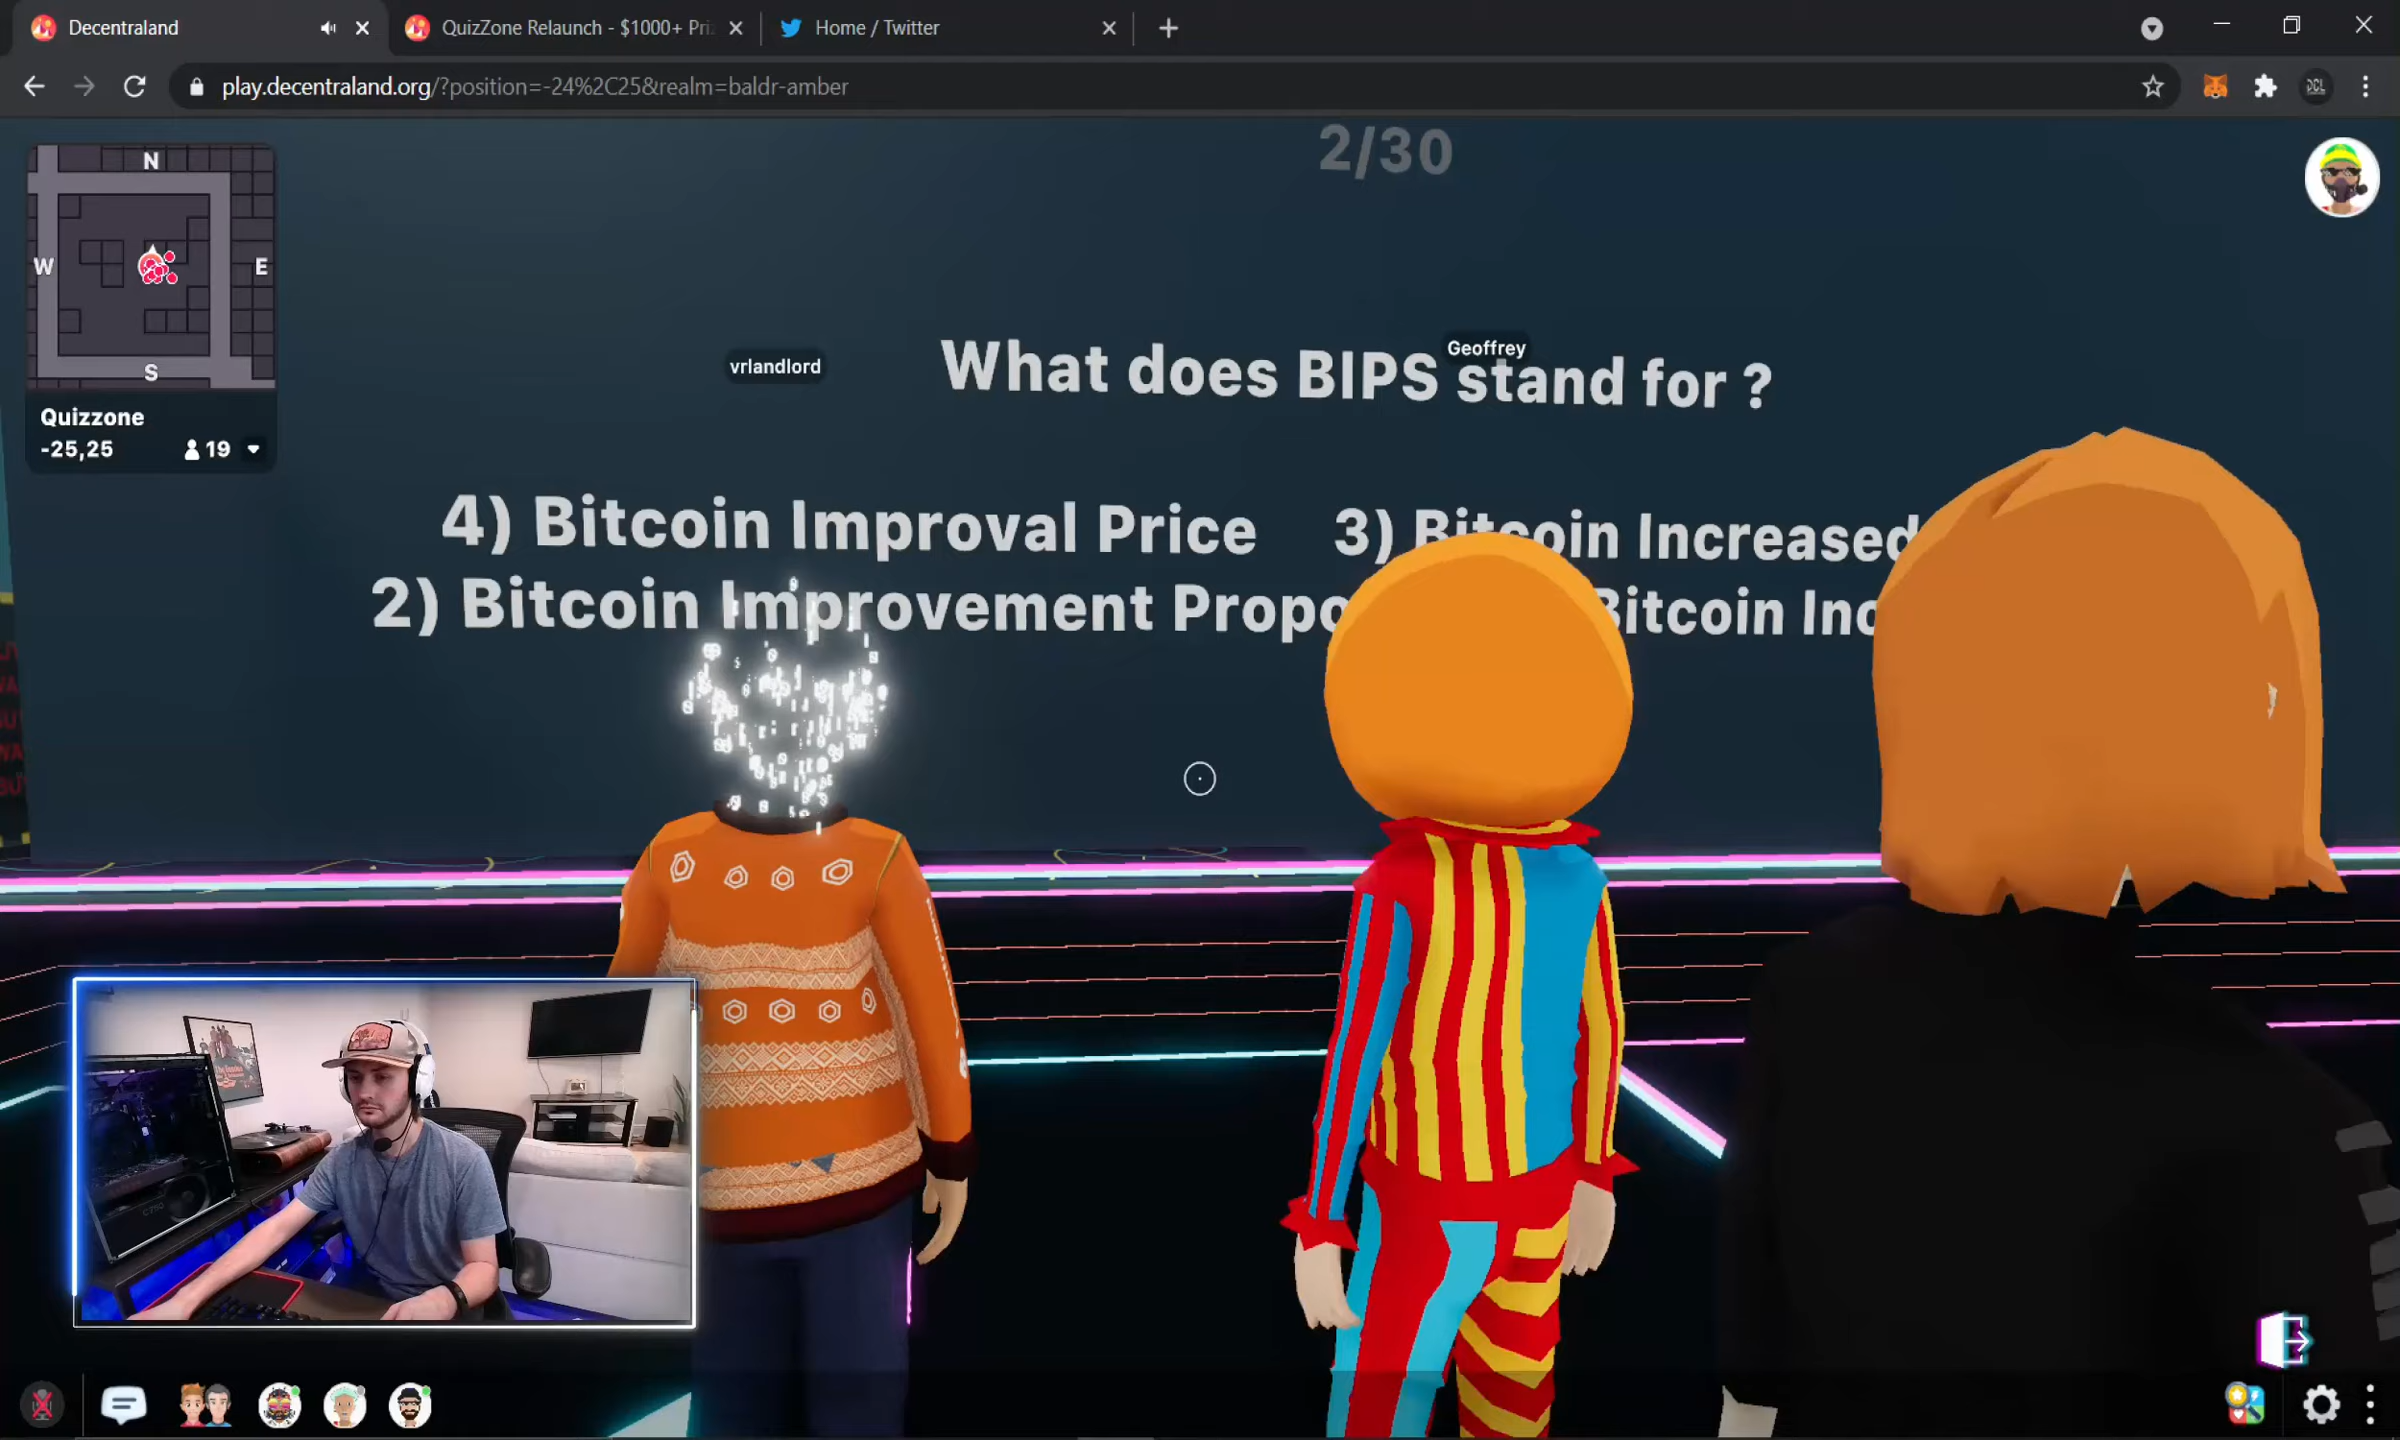 Decentraland
QuizZone Relaunch - $1000+ Pri
Home / Twitter
play.decentraland.org/?position=-24%2C25&realm=baldr-amber
DCL
2/30
N
W
E
S
Quizzone
-25,25
19
vrlandlord
Geoffrey
What does BIPS stand for ?
4) Bitcoin Improval Price
3) Bitcoin Increased
2) Bitcoin Improvement Propo
Bitcoin Inc